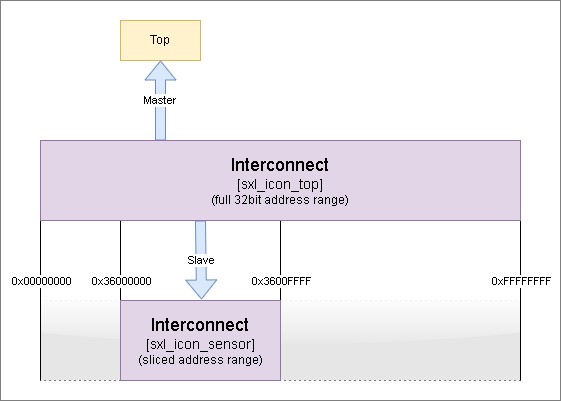 Top
Master
Interconnect
[sxl_icon_top]
(full 32bit address range)
Slave
0x00000000
0x36000000
0x3600FFFF
0xFFFFFFFF
Interconnect
[sxl_icon_sensor]
(sliced address range)